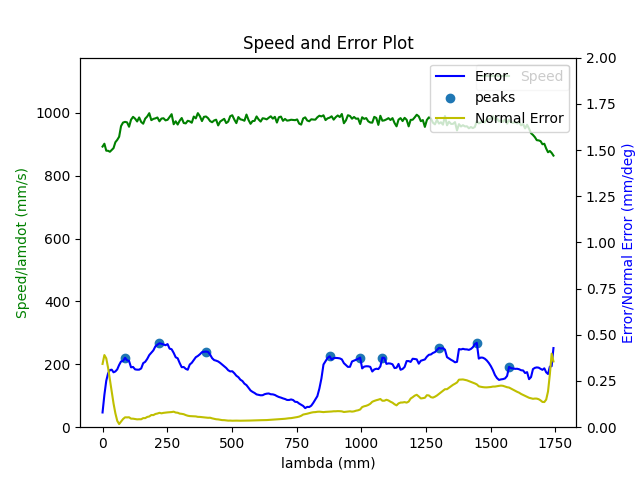 Speed and Error Plot
Error
Speed
peaks
Normal Error
1000
800
600
400
200
0
2.00
1.75
1.50
1.25
1.00
0.75
0.50
0.25
0.00
0
250
500
750
1000
1250
1500
1750
Speed/lamdot (mm/s)
Error/Normal Error (mm/deg)
lambda (mm)